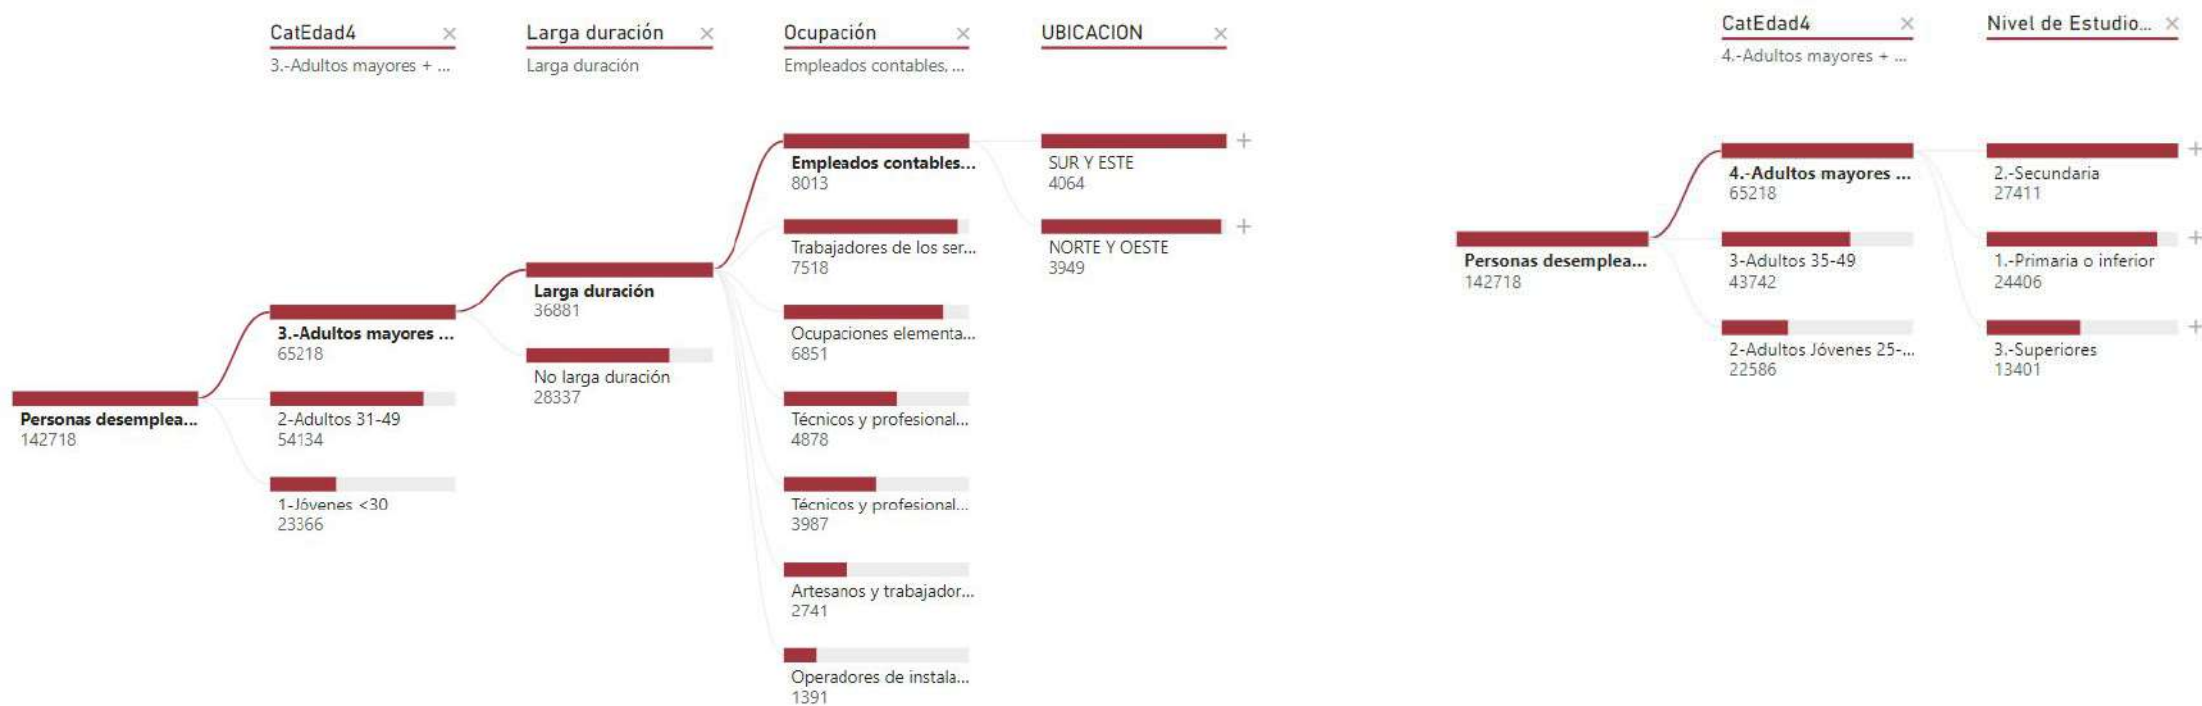 CatEdad4 ×
3.-Adultos mayores + ...
Larga duración ×
Larga duración
Ocupación ×
Empleados contables, ...
UBICACION ×
Personas desemplea...
142718
3.-Adultos mayores ...
65218
2-Adultos 31-49
54134
1-Jóvenes <30
23366
Larga duración
36881
No larga duración
28337
Empleados contables...
8013
Trabajadores de los ser...
7518
Ocupaciones elementa...
6851
Técnicos y profesional...
4878
Técnicos y profesional...
3987
Artesanos y trabajador...
2741
Operadores de instala...
1391
SUR Y ESTE
4064
NORTE Y OESTE
3949
CatEdad4 ×
4.-Adultos mayores + ...
Nivel de Estudio... ×
Personas desemplea...
142718
4.-Adultos mayores ...
65218
3-Adultos 35-49
43742
2-Adultos Jóvenes 25-...
22586
2.-Secundaria
27411
1.-Primaria o inferior
24406
3.-Superiores
13401